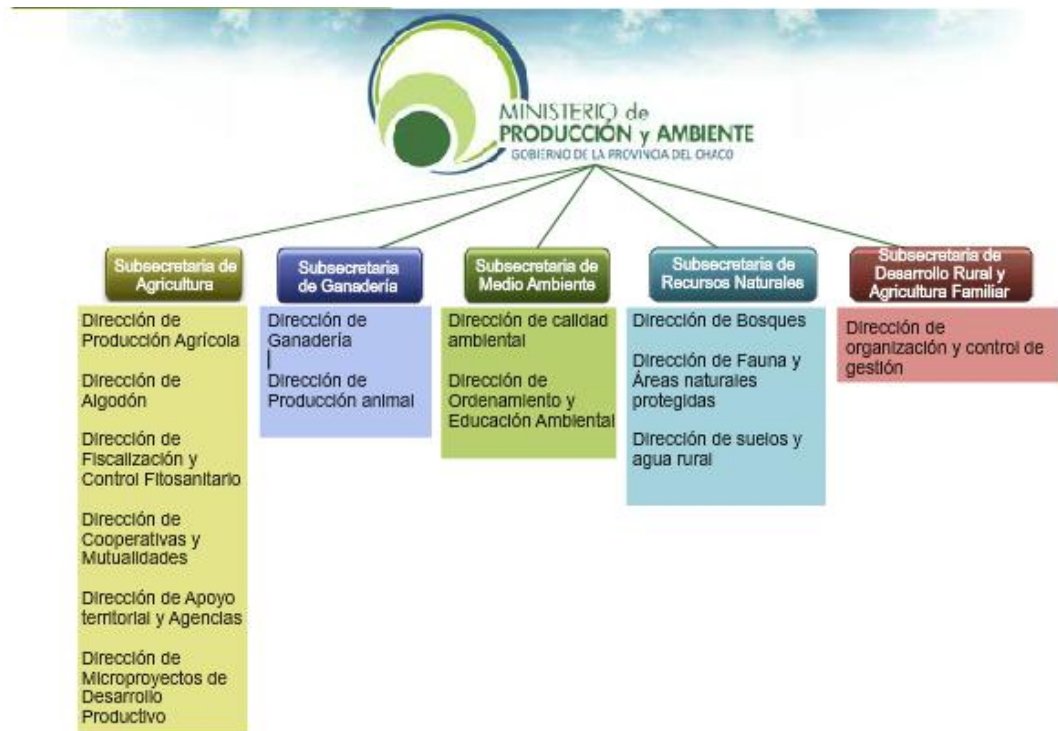 MINISTERIO de
PRODUCCIÓN y AMBIENTE
GOBIERNO DE LA PROVINCIA DEL CHACO
Subsecretaria de
Agricultura
Dirección de
Producción Agrícola
Dirección de
Algodón
Dirección de
Fiscalización y
Control Fitosanitario
Dirección de
Cooperativas y
Mutualidades
Dirección de Apoyo
territorial y Agencias
Dirección de
Microproyectos de
Desarrollo
Productivo
Subsecretaria
de Ganadería
Dirección de
Ganadería
Dirección de
Producción animal
Subsecretaria de
Medio Ambiente
Dirección de calidad
ambiental
Dirección de
Ordenamiento y
Educación Ambiental
Subsecretaria de
Recursos Naturales
Dirección de Bosques
Dirección de Fauna y
Áreas naturales
protegidas
Dirección de suelos y
agua rural
Subsecretaria de
Desarrollo Rural y
Agricultura Familiar
Dirección de
organización y control de
gestión